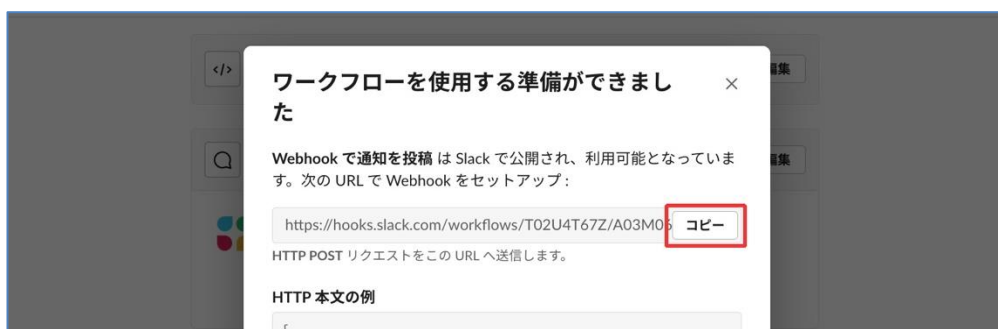 </>
ワークフローを使用する準備ができまし
た
編集
Webhook で通知を投稿 は Slack で公開され、利用可能となっていま
す。次の URL で Webhook をセットアップ :
編集
https://hooks.slack.com/workflows/T02U4T67Z/A03M0 コピー
HTTP POST リクエストをこの URL へ送信します。
HTTP 本文の例
{